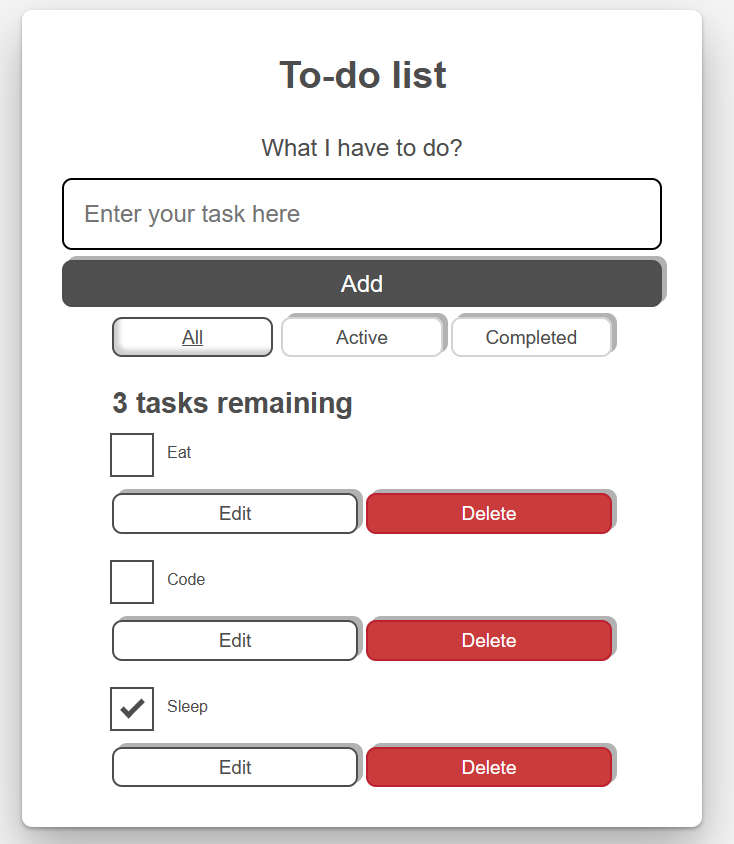 To-do list
What I have to do?
Enter your task here
Add
All Active Completed
3 tasks remaining
Eat
Edit Delete
Code
Edit Delete
Sleep
Edit Delete